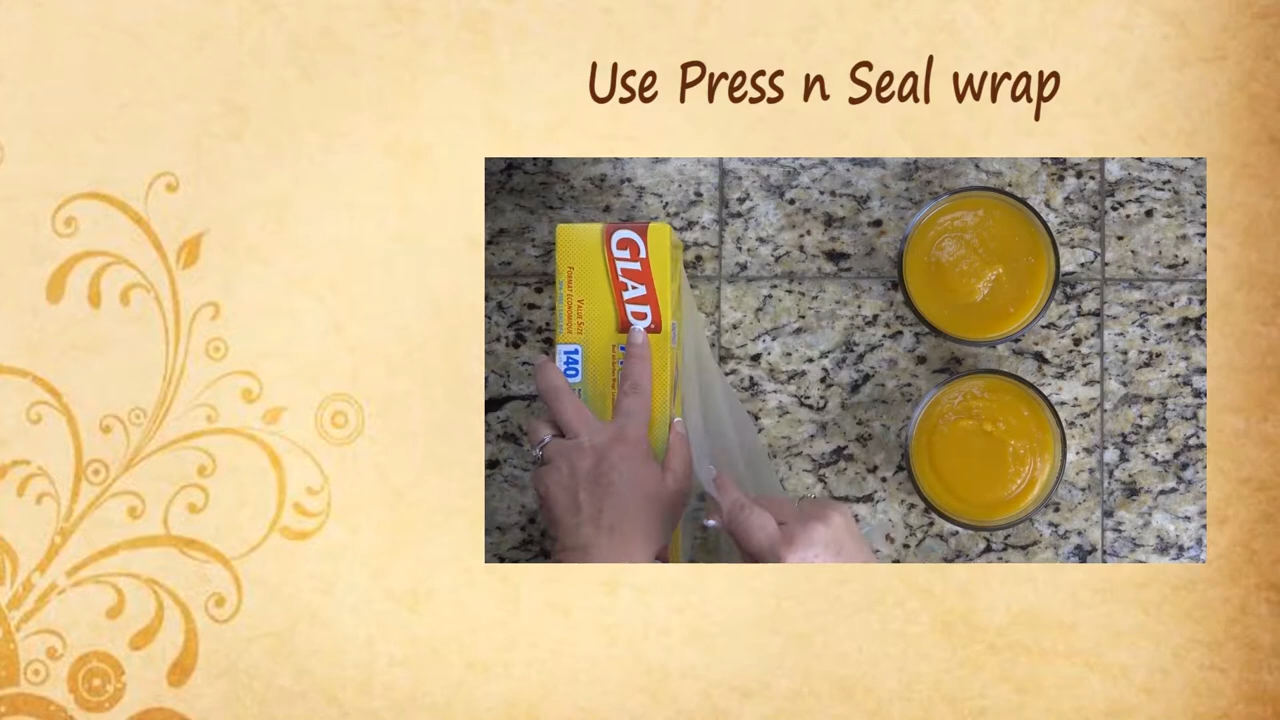 Use Press n Seal wrap
GLAD
VALUE SIZE
FORMAT ÉCONOMIQUE
140